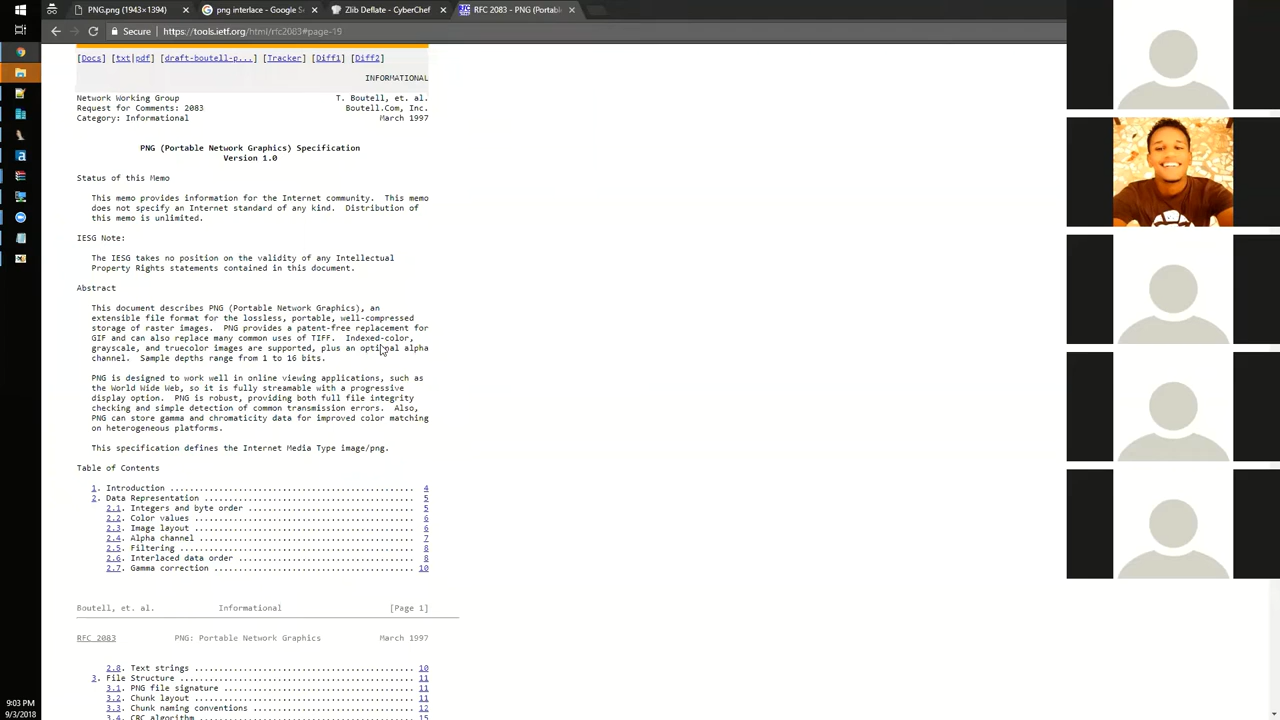 PNG.png (1943×1394)
png interlace - Google S
Zlib Deflate - CyberChef
RFC 2083 - PNG (Portabl
Secure
https://tools.ietf.org/html/rfc2083#page-19
[Docs] [txt|pdf] [draft-boutell-p...] [Tracker] [Diff1] [Diff2]
INFORMATIONAL
Network Working Group T. Boutell, et. al.
Request for Comments: 2083 Boutell.Com, Inc.
Category: Informational March 1997
PNG (Portable Network Graphics) Specification
Version 1.0
Status of this Memo
This memo provides information for the Internet community. This memo
does not specify an Internet standard of any kind. Distribution of
this memo is unlimited.
IESG Note:
The IESG takes no position on the validity of any Intellectual
Property Rights statements contained in this document.
Abstract
This document describes PNG (Portable Network Graphics), an
extensible file format for the lossless, portable, well-compressed
storage of raster images. PNG provides a patent-free replacement for
GIF and can also replace many common uses of TIFF. Indexed-color,
grayscale, and truecolor images are supported, plus an optional alpha
channel. Sample depths range from 1 to 16 bits.
PNG is designed to work well in online viewing applications, such as
the World Wide Web, so it is fully streamable with a progressive
display option. PNG is robust, providing both full file integrity
checking and simple detection of common transmission errors. Also,
PNG can store gamma and chromaticity data for improved color matching
on heterogeneous platforms.
This specification defines the Internet Media Type image/png.
Table of Contents
1. Introduction .................................................. 4
2. Data Representation ........................................... 5
2.1. Integers and byte order ................................... 5
2.2. Color values .............................................. 6
2.3. Image layout .............................................. 6
2.4. Alpha channel ............................................. 7
2.5. Filtering ................................................. 8
2.6. Interlaced data order ..................................... 8
2.7. Gamma correction ......................................... 10
Boutell, et. al. Informational [Page 1]
RFC 2083 PNG: Portable Network Graphics March 1997
2.8. Text strings ............................................. 10
3. File Structure ............................................... 11
3.1. PNG file signature ....................................... 11
3.2. Chunk layout ............................................. 11
3.3. Chunk naming conventions ................................. 12
3.4. CRC algorithm ............................................ 15
9:03 PM
9/3/2018